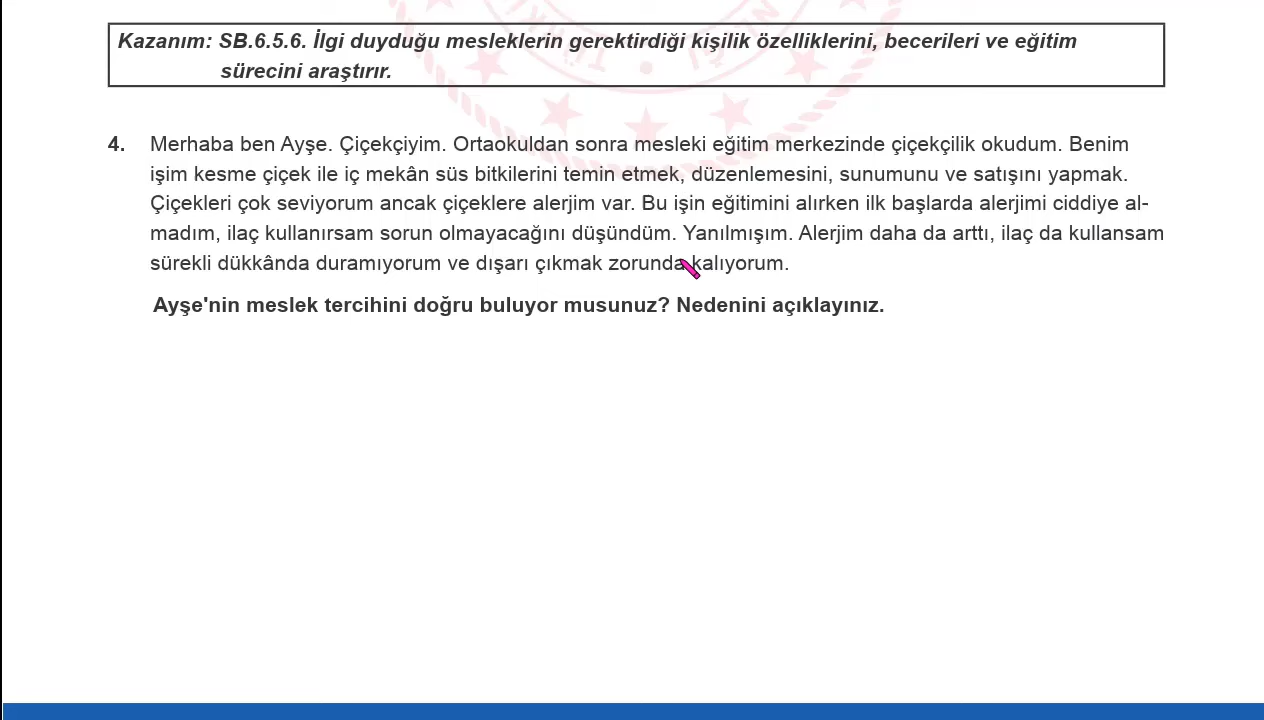 Kazanım: SB.6.5.6. İlgi duyduğu mesleklerin gerektirdiği kişilik özelliklerini, becerileri ve eğitim
sürecini araştırır.
4. Merhaba ben Ayşe. Çiçekçiyim. Ortaokuldan sonra mesleki eğitim merkezinde çiçekçilik okudum. Benim
işim kesme çiçek ile iç mekân süs bitkilerini temin etmek, düzenlemesini, sunumunu ve satışını yapmak.
Çiçekleri çok seviyorum ancak çiçeklere alerjim var. Bu işin eğitimini alırken ilk başlarda alerjimi ciddiye al-
madım, ilaç kullanırsam sorun olmayacağını düşündüm. Yanılmışım. Alerjim daha da arttı, ilaç da kullansam
sürekli dükkânda duramıyorum ve dışarı çıkmak zorunda kalıyorum.
Ayşe'nin meslek tercihini doğru buluyor musunuz? Nedenini açıklayınız.